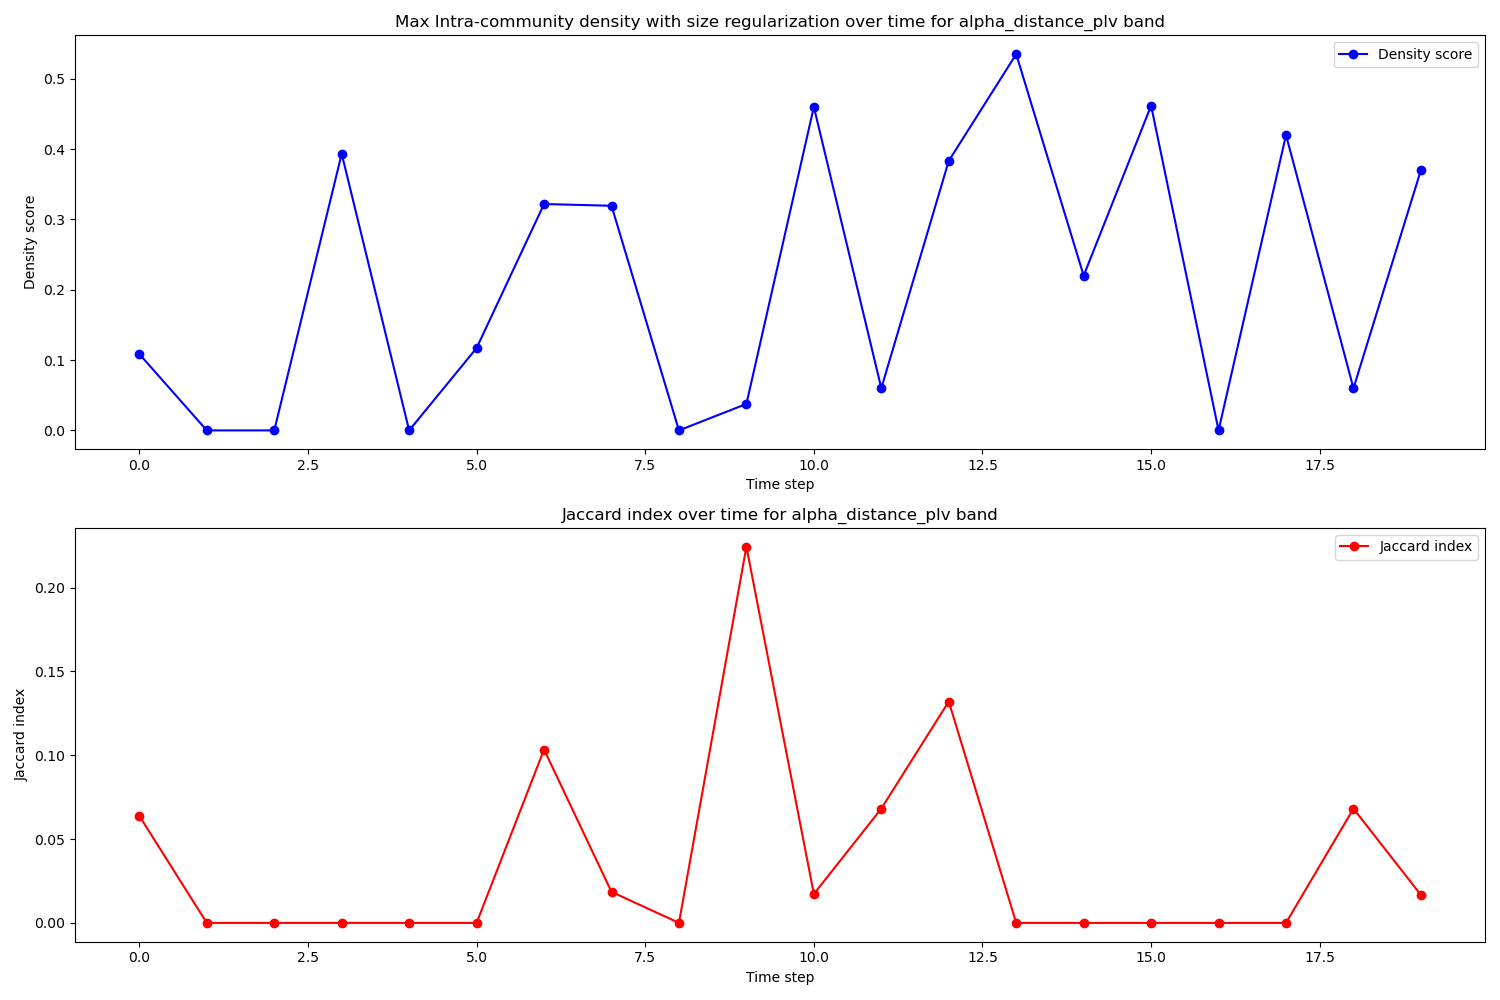 Max Intra-community density with size regularization over time for alpha_distance_plv band
Density score
Density score
0.5
0.4
0.3
0.2
0.1
0.0
0.0 2.5 5.0 7.5 10.0 12.5 15.0 17.5
Time step
Jaccard index over time for alpha_distance_plv band
Jaccard index
Jaccard index
0.20
0.15
0.10
0.05
0.00
0.0 2.5 5.0 7.5 10.0 12.5 15.0 17.5
Time step